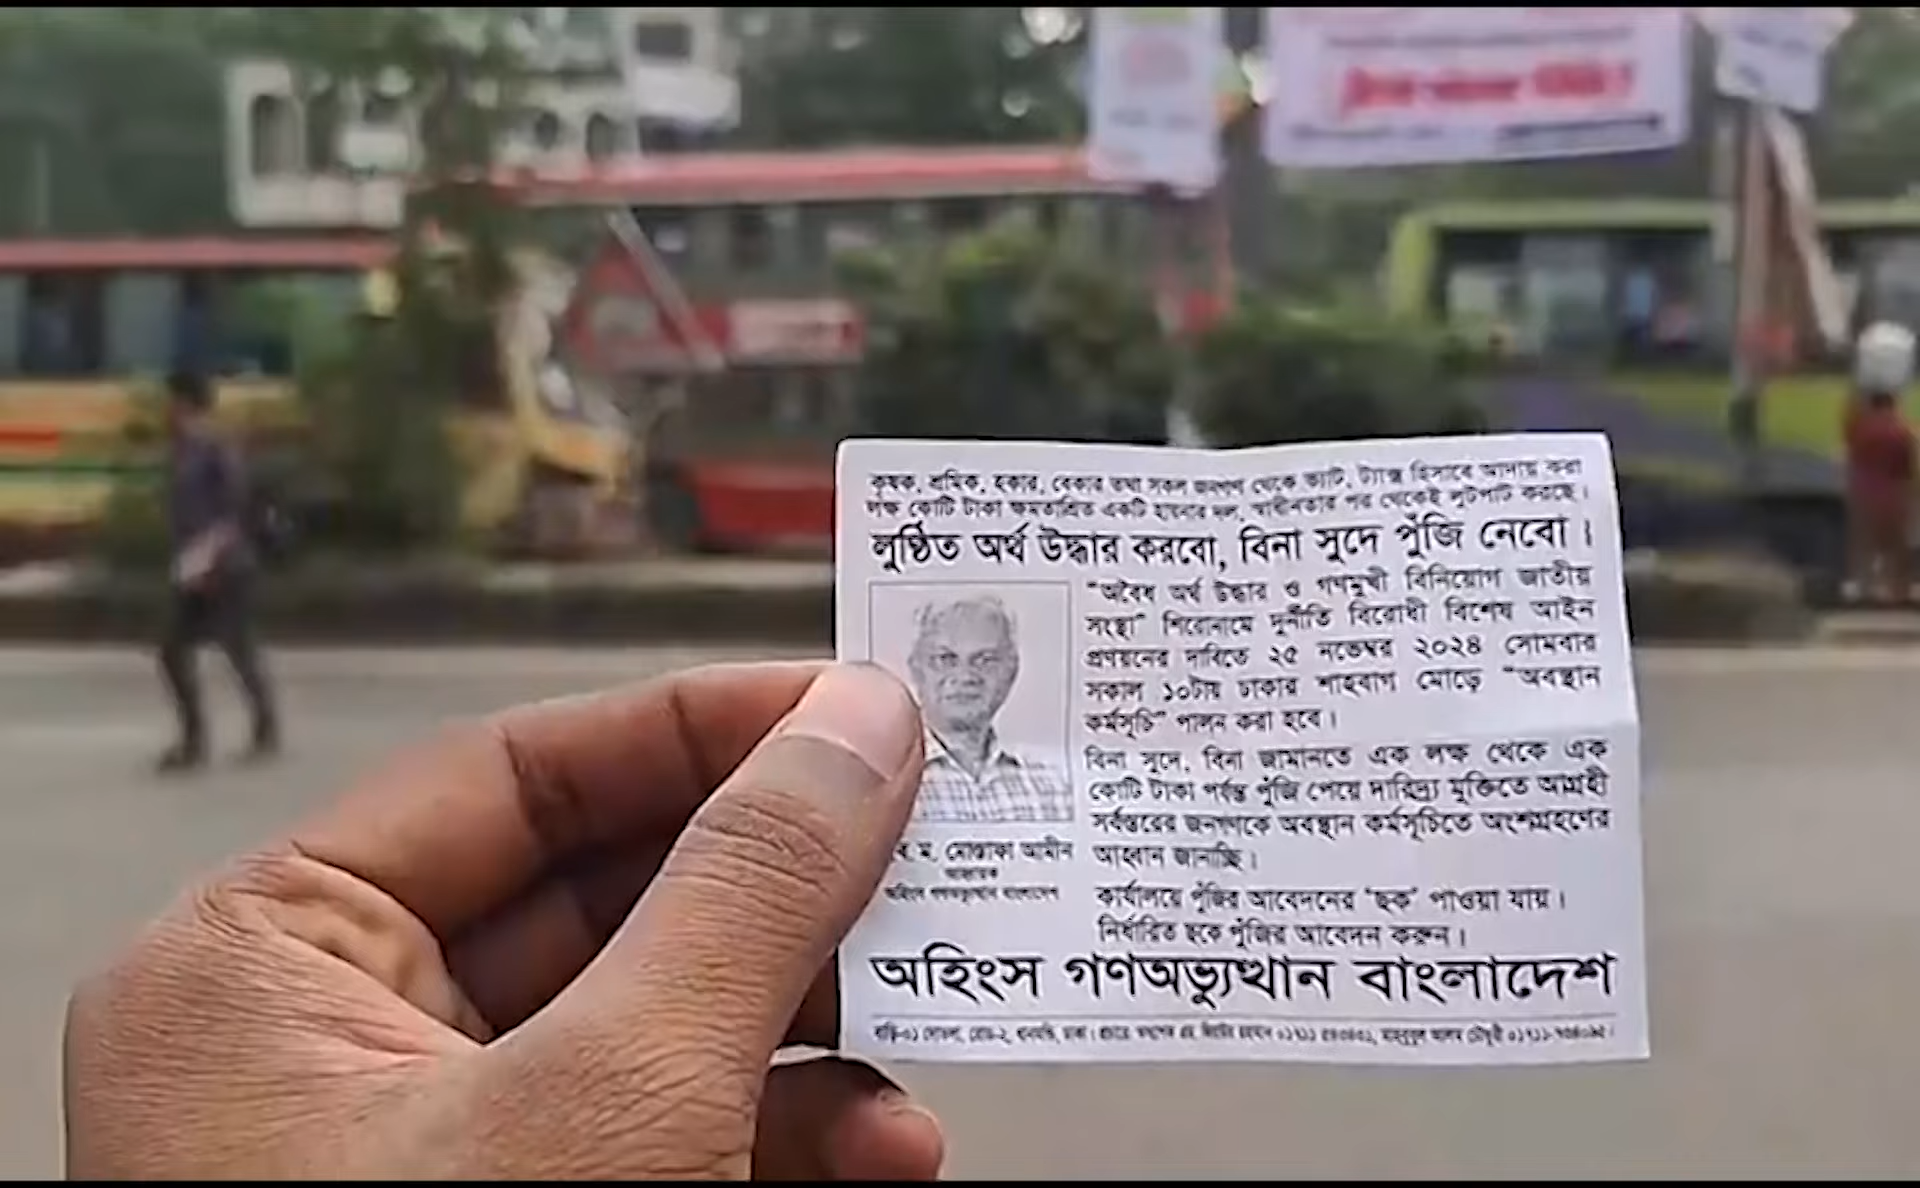 কৃষক, শ্রমিক, হকার, বেকার তথা সকল জনগণ থেকে ভ্যাট, ট্যাক্স হিসাবে আদায় করা
লক্ষ কোটি টাকা ক্ষমতাশ্রিত একটি হায়নার দল, স্বাধীনতার পর থেকেই লুটপাট করছে।
লুণ্ঠিত অর্থ উদ্ধার করবো, বিনা সুদে পুঁজি নেবো।
"অবৈধ অর্থ উদ্ধার ও গণমুখী বিনিয়োগ জাতীয়
সংস্থা" শিরোনামে দুর্নীতি বিরোধী বিশেষ আইন
প্রণয়নের দাবিতে ২৫ নভেম্বর ২০২৪ সোমবার
সকাল ১০টায় ঢাকার শাহবাগ মোড়ে "অবস্থান
কর্মসূচি" পালন করা হবে।
বিনা সুদে, বিনা জামানতে এক লক্ষ থেকে এক
কোটি টাকা পর্যন্ত পুঁজি পেয়ে দারিদ্র্য মুক্তিতে আগ্রহী
সর্বস্তরের জনগণকে অবস্থান কর্মসূচিতে অংশগ্রহণের
আহবান জানাচ্ছি।
ম. মোস্তফা আমীন
আহ্বায়ক
অহিংস গণঅভ্যুত্থান বাংলাদেশ
কার্যালয়ে পুঁজির আবেদনের 'ছক' পাওয়া যায়।
নির্ধারিত ছকে পুঁজির আবেদন করুন।
অহিংস গণঅভ্যুত্থান বাংলাদেশ